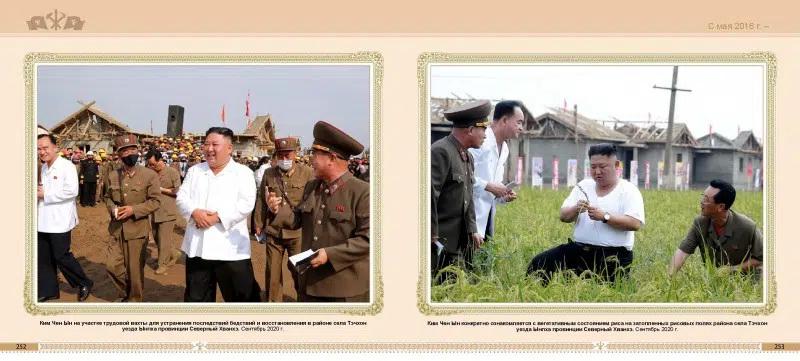 С мая 2016 г. –
Ким Чен Ын на участке трудовой вахты для устранения последствий бедствий и восстановления в районе села Тэчхон
уезда Ынпха провинции Северный Хванхэ. Сентябрь 2020 г.
Ким Чен Ын конкретно ознакомляется с вегетативным состоянием риса на затопленных рисовых полях района села Тэчхон
уезда Ынпха провинции Северный Хванхэ. Сентябрь 2020 г.
252
253